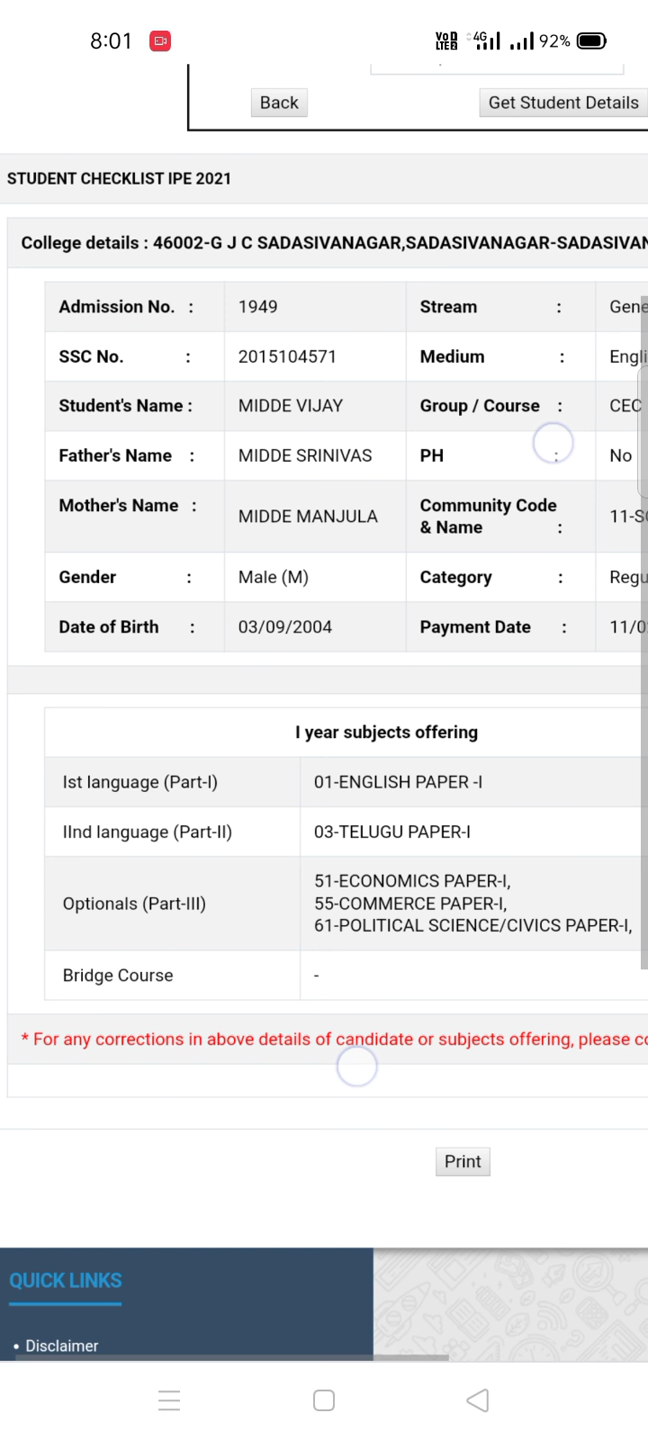 8:01
Vo LTE 4G 92%
Back Get Student Details
STUDENT CHECKLIST IPE 2021
College details : 46002-G J C SADASIVANAGAR,SADASIVANAGAR-SADASIVAN
Admission No. : 1949 Stream : Gene
SSC No. : 2015104571 Medium : Engli
Student's Name : MIDDE VIJAY Group / Course : CEC
Father's Name : MIDDE SRINIVAS PH : No
Mother's Name : MIDDE MANJULA Community Code
& Name : 11-S
Gender : Male (M) Category : Regu
Date of Birth : 03/09/2004 Payment Date : 11/0
I year subjects offering
Ist language (Part-I) 01-ENGLISH PAPER -I
IInd language (Part-II) 03-TELUGU PAPER-I
Optionals (Part-III) 51-ECONOMICS PAPER-I,
55-COMMERCE PAPER-I,
61-POLITICAL SCIENCE/CIVICS PAPER-I,
Bridge Course -
* For any corrections in above details of candidate or subjects offering, please co
Print
QUICK LINKS
• Disclaimer